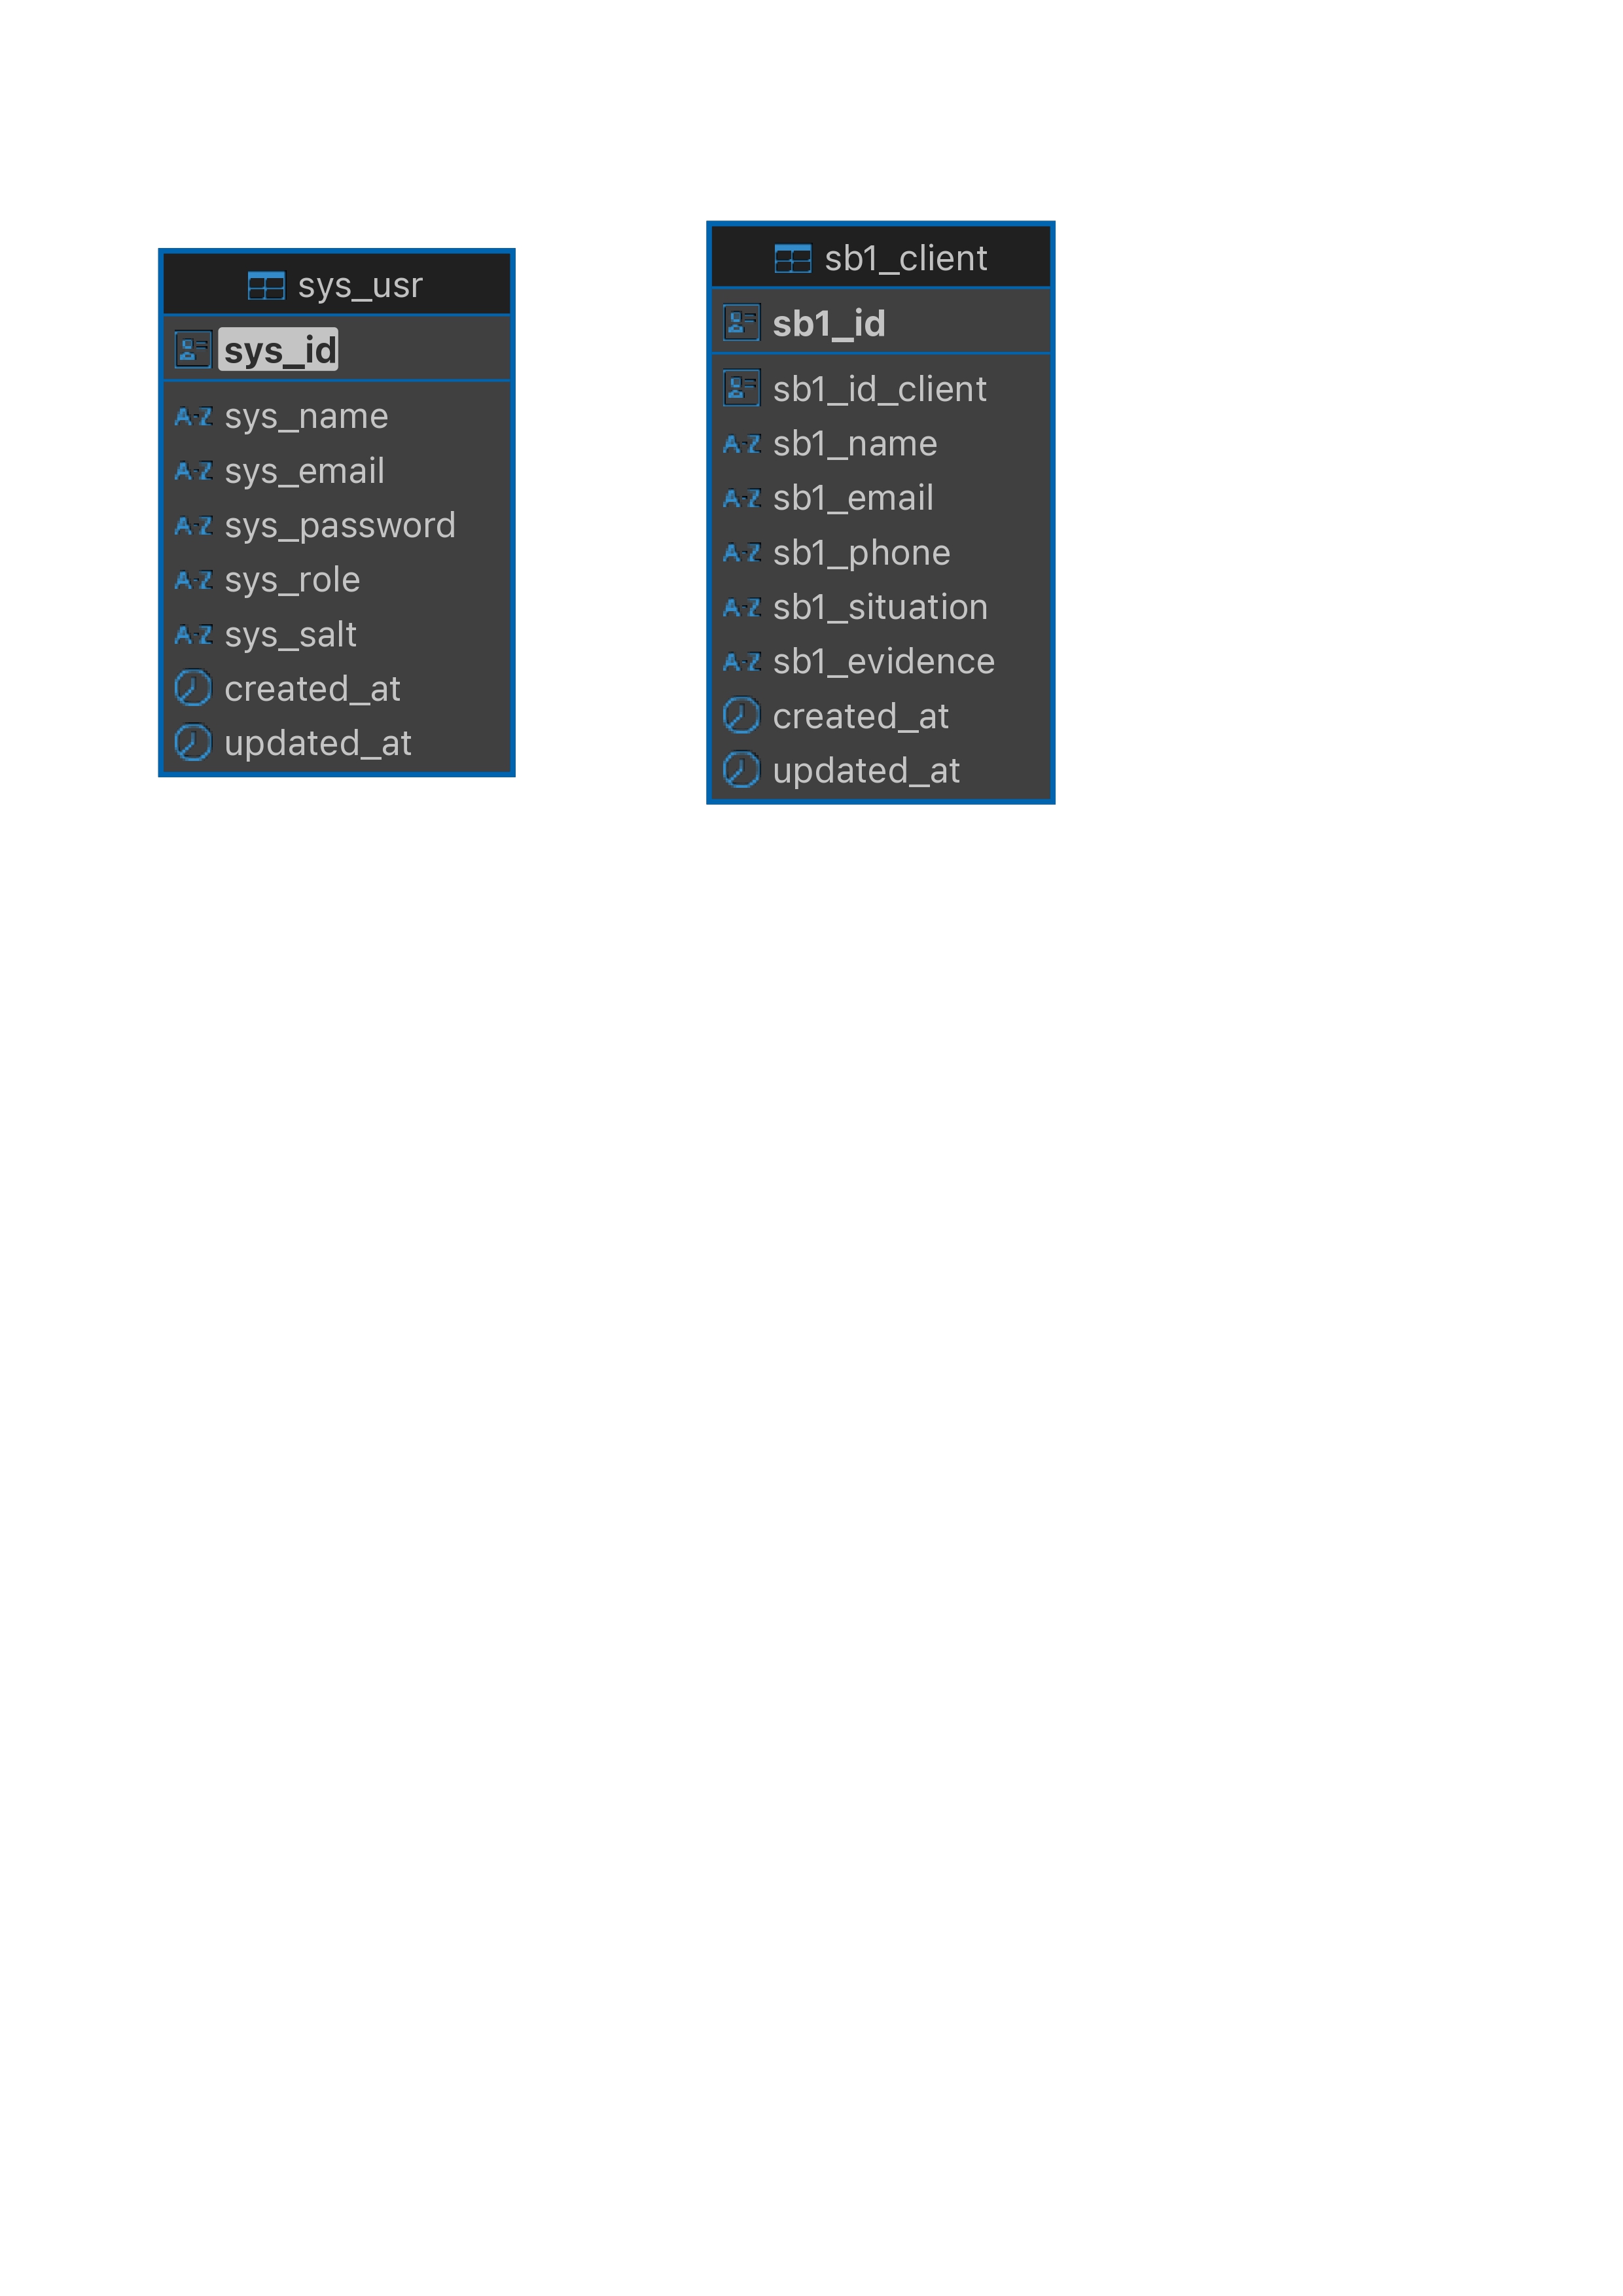 sys_usr
sys_id
sys_name
sys_email
sys_password
sys_role
sys_salt
created_at
updated_at
sb1_client
sb1_id
sb1_id_client
sb1_name
sb1_email
sb1_phone
sb1_situation
sb1_evidence
created_at
updated_at